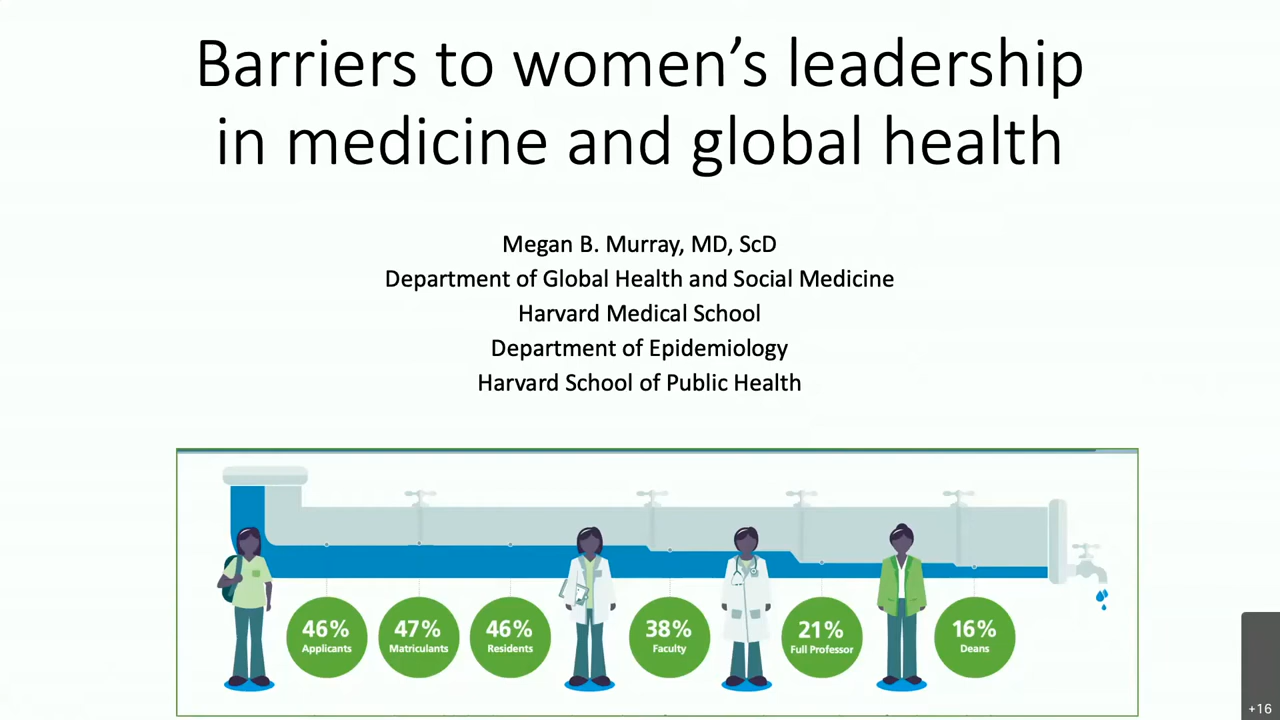 Barriers to women’s leadership
in medicine and global health
Megan B. Murray, MD, ScD
Department of Global Health and Social Medicine
Harvard Medical School
Department of Epidemiology
Harvard School of Public Health
46%
Applicants
47%
Matriculants
46%
Residents
38%
Faculty
21%
Full Professor
16%
Deans
+16